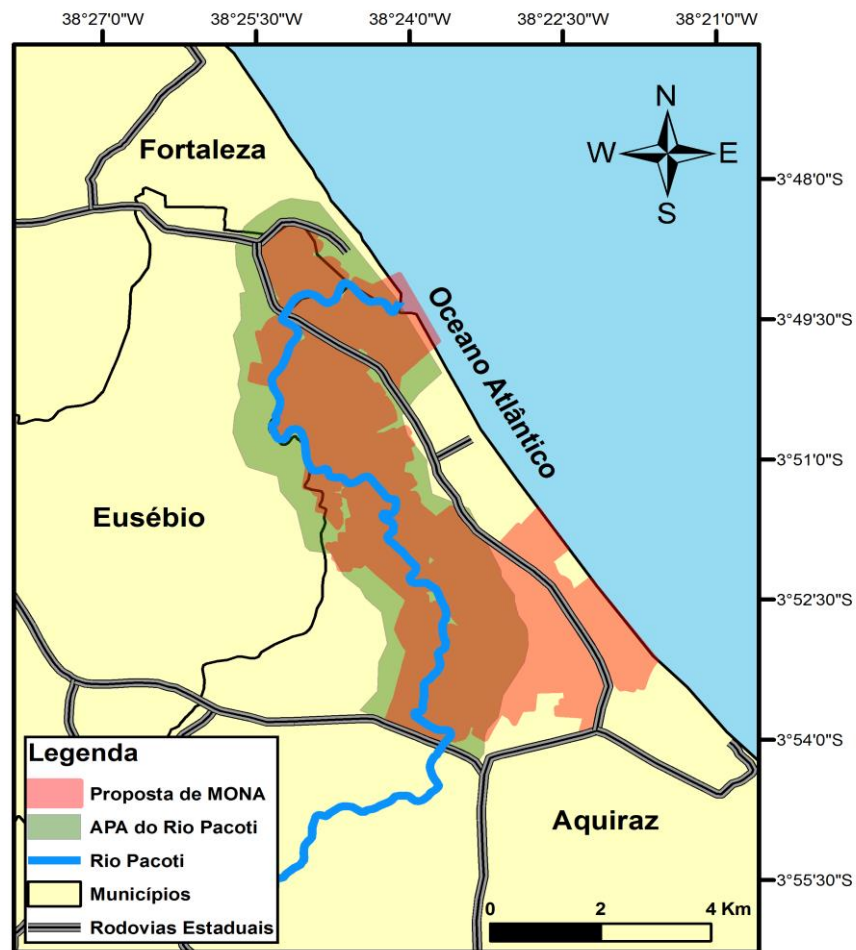 38°27'0"W 38°25'30"W 38°24'0"W 38°22'30"W 38°21'0"W
N
W E
S
Fortaleza
3°48'0"S
Oceano Atlântico
3°49'30"S
3°51'0"S
Eusébio
3°52'30"S
3°54'0"S
Aquiraz
3°55'30"S
Legenda
Proposta de MONA
APA do Rio Pacoti
Rio Pacoti
Municípios
Rodovias Estaduais
0 2 4 Km